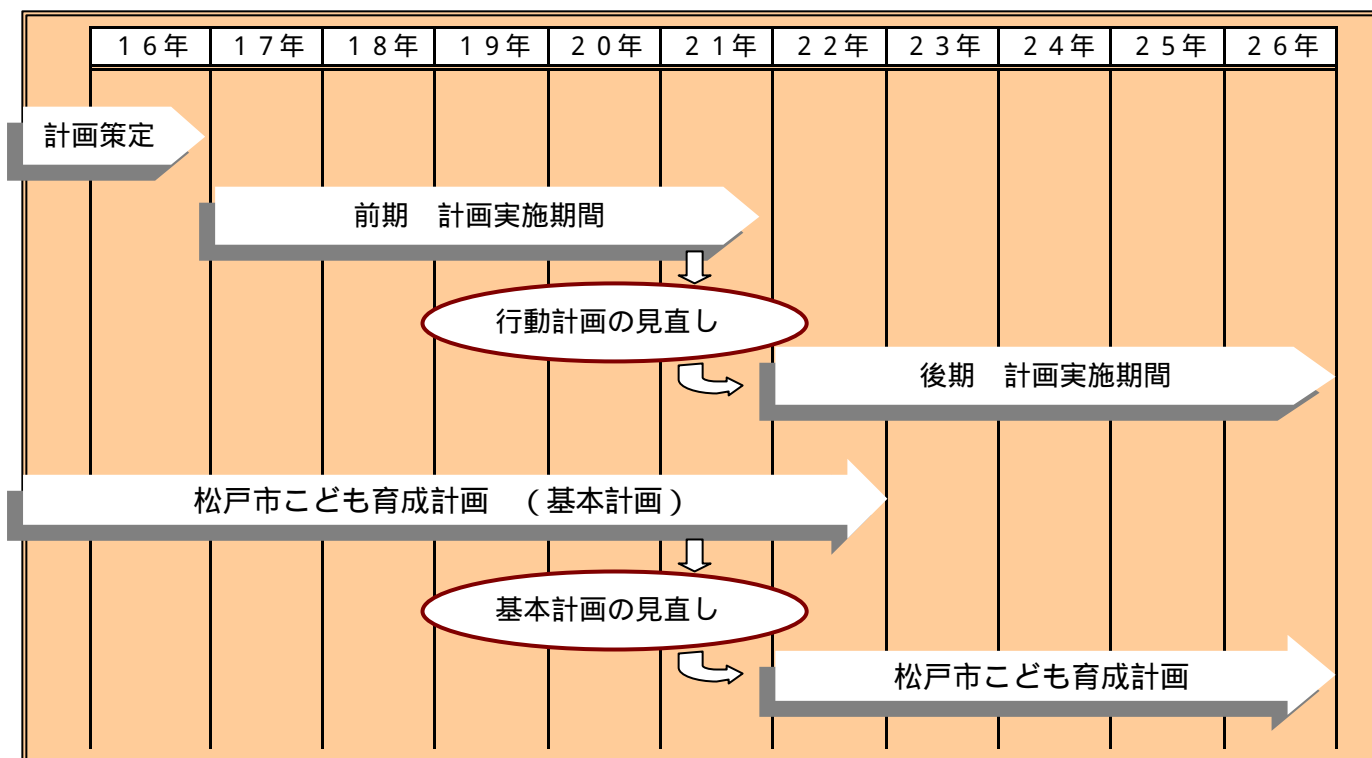 １６年 １７年 １８年 １９年 ２０年 ２１年 ２２年 ２３年 ２４年 ２５年 ２６年
計画策定
前期　計画実施期間
行動計画の見直し
後期　計画実施期間
松戸市こども育成計画　（基本計画）
基本計画の見直し
松戸市こども育成計画